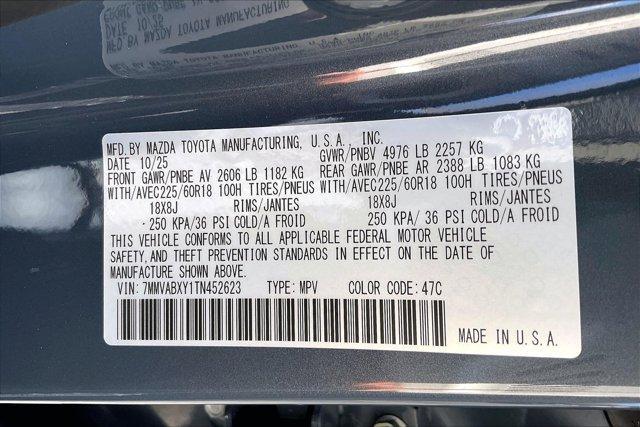 MFD. BY MAZDA TOYOTA MANUFACTURING, U.S.A., INC.
DATE 10/25 GVWR/PNBV 4976 LB 2257 KG
FRONT GAWR/PNBE AV 2606 LB 1182 KG REAR GAWR/PNBE AR 2388 LB 1083 KG
WITH/AVEC225/60R18 100H TIRES/PNEUS WITH/AVEC225/60R18 100H TIRES/PNEUS
18X8J RIMS/JANTES 18X8J RIMS/JANTES
250 KPA/36 PSI COLD/A FROID 250 KPA/ 36 PSI COLD/A FROID
THIS VEHICLE CONFORMS TO ALL APPLICABLE FEDERAL MOTOR VEHICLE
SAFETY, AND THEFT PREVENTION STANDARDS IN EFFECT ON THE DATE OF
MANUFACTURE SHOWN ABOVE.
VIN: 7MMVABXY1TN452623 TYPE: MPV COLOR CODE: 47C
MADE IN U.S.A.